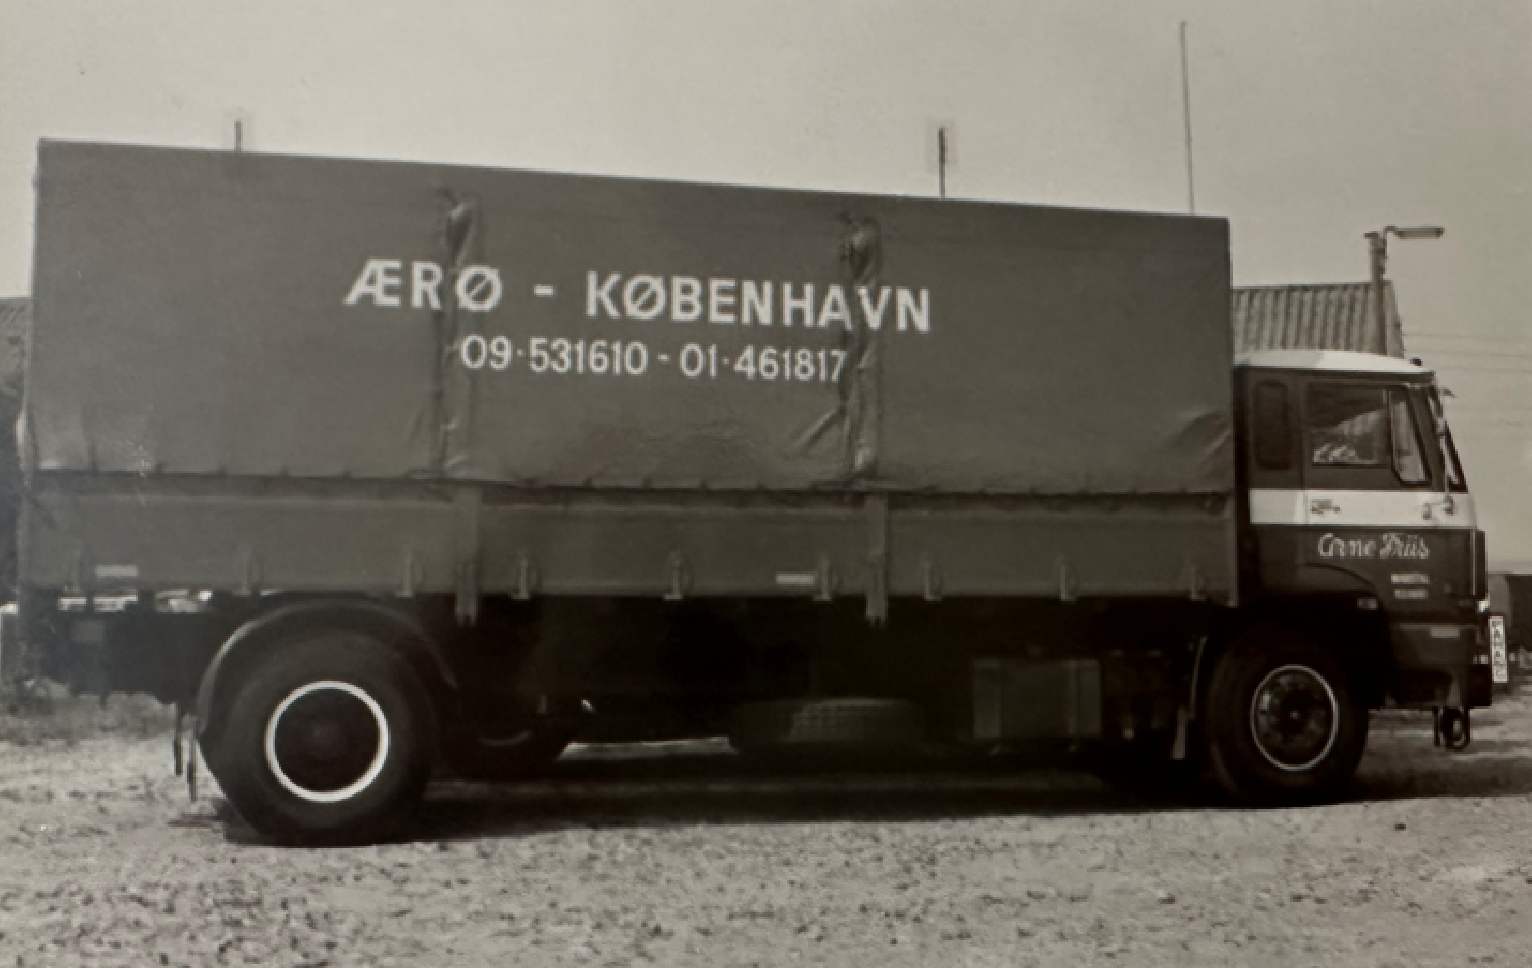 ÆRØ - KØBENHAVN
09·531610 - 01·461817
Arne Friis